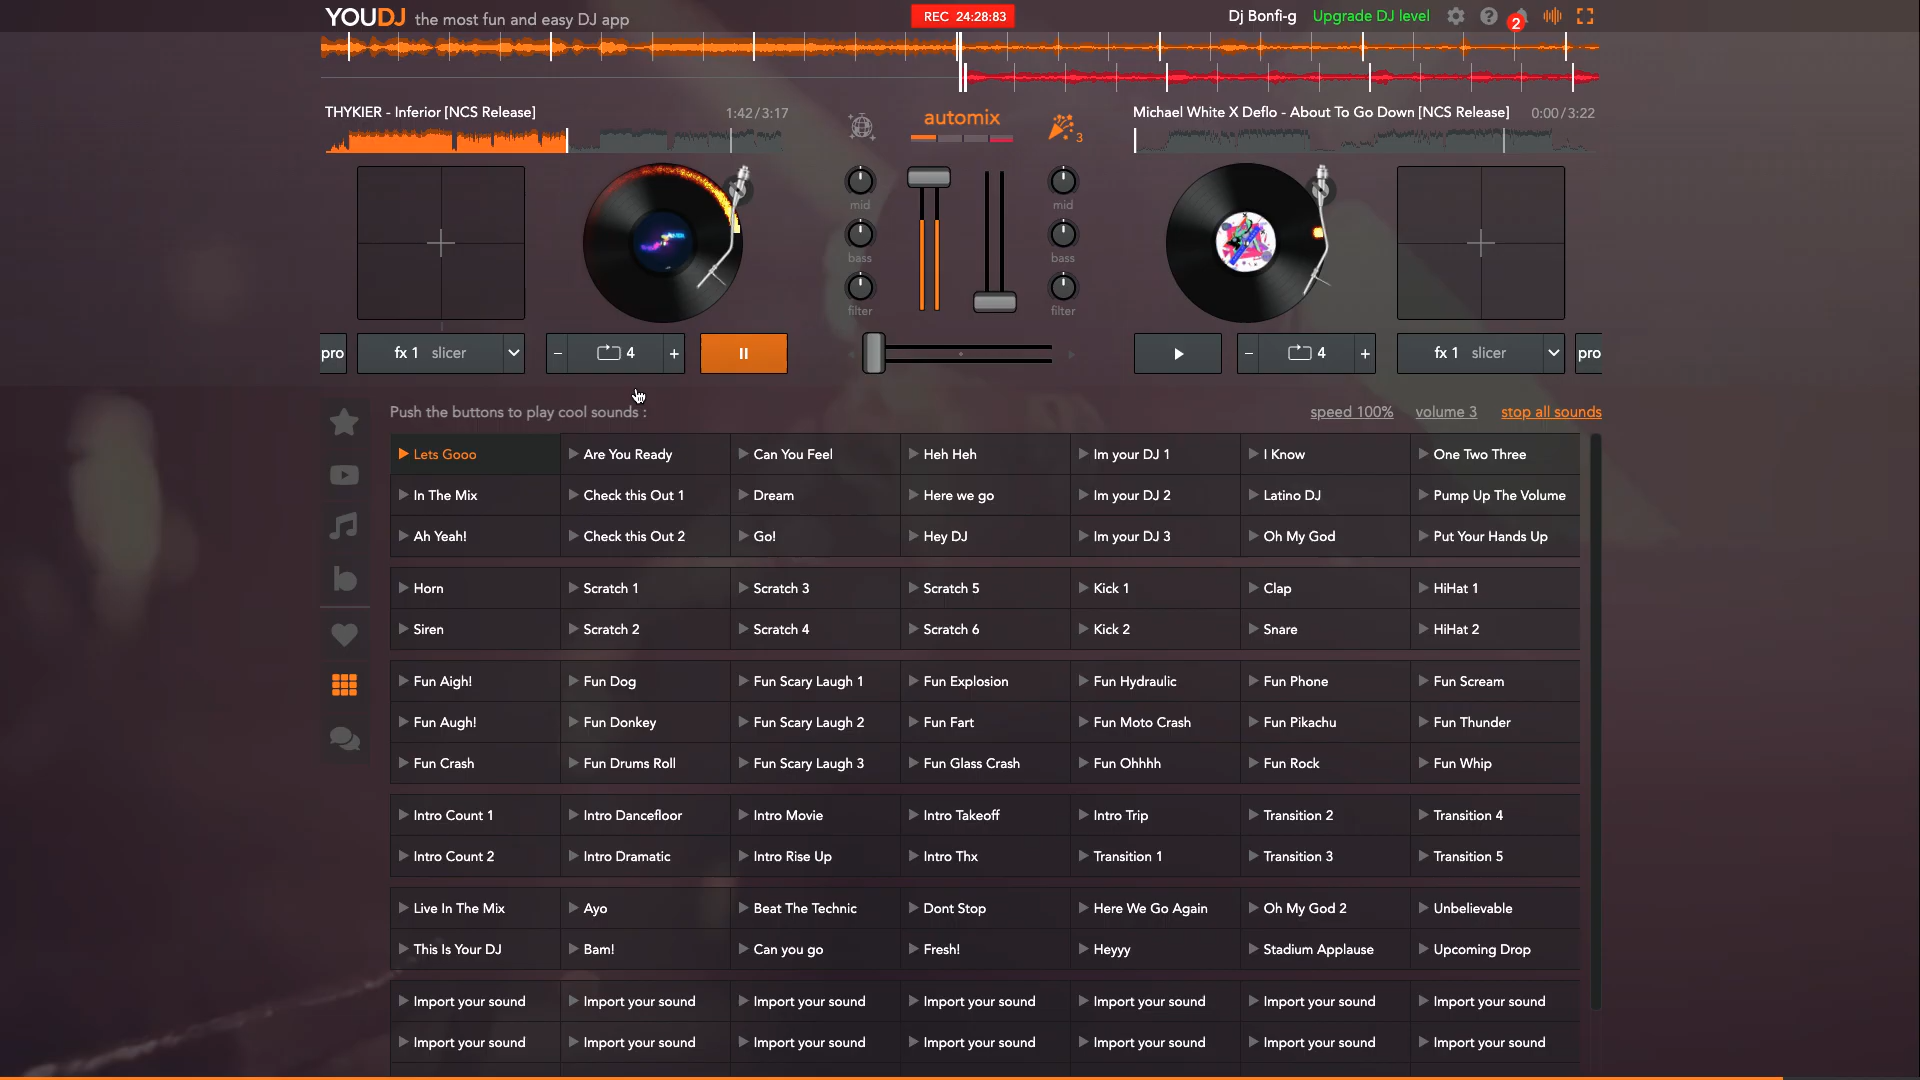 YOUDJ the most fun and easy DJ app
REC 24:28:83
Dj Bonfi-g Upgrade DJ level
2
THYKIER - Inferior [NCS Release] 1:42/3:17
automix
3
Michael White X Deflo - About To Go Down [NCS Release] 0:00/3:22
mid mid
bass bass
filter filter
pro fx 1 slicer − 4 +
− 4 + fx 1 slicer pro
Push the buttons to play cool sounds : speed 100% volume 3 stop all sounds
Lets Gooo Are You Ready Can You Feel Heh Heh Im your DJ 1 I Know One Two Three
In The Mix Check this Out 1 Dream Here we go Im your DJ 2 Latino DJ Pump Up The Volume
Ah Yeah! Check this Out 2 Go! Hey DJ Im your DJ 3 Oh My God Put Your Hands Up
Horn Scratch 1 Scratch 3 Scratch 5 Kick 1 Clap HiHat 1
Siren Scratch 2 Scratch 4 Scratch 6 Kick 2 Snare HiHat 2
Fun Aigh! Fun Dog Fun Scary Laugh 1 Fun Explosion Fun Hydraulic Fun Phone Fun Scream
Fun Augh! Fun Donkey Fun Scary Laugh 2 Fun Fart Fun Moto Crash Fun Pikachu Fun Thunder
Fun Crash Fun Drums Roll Fun Scary Laugh 3 Fun Glass Crash Fun Ohhhh Fun Rock Fun Whip
Intro Count 1 Intro Dancefloor Intro Movie Intro Takeoff Intro Trip Transition 2 Transition 4
Intro Count 2 Intro Dramatic Intro Rise Up Intro Thx Transition 1 Transition 3 Transition 5
Live In The Mix Ayo Beat The Technic Dont Stop Here We Go Again Oh My God 2 Unbelievable
This Is Your DJ Bam! Can you go Fresh! Heyyy Stadium Applause Upcoming Drop
Import your sound Import your sound Import your sound Import your sound Import your sound Import your sound Import your sound
Import your sound Import your sound Import your sound Import your sound Import your sound Import your sound Import your sound